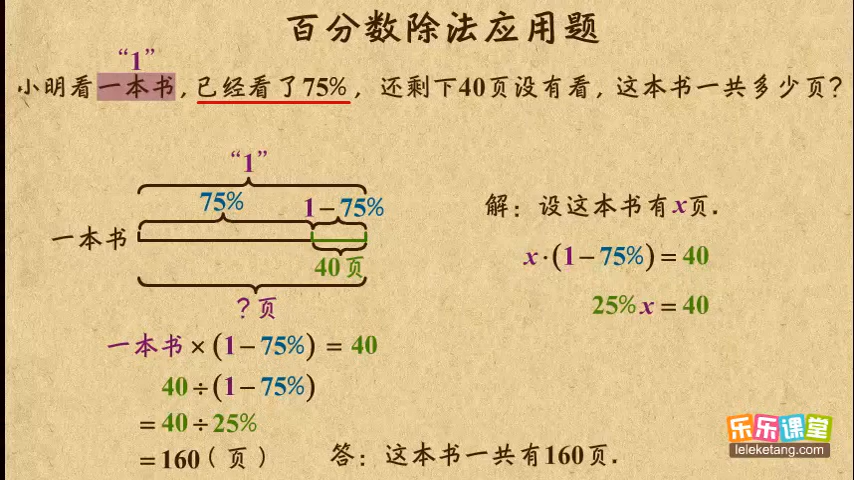 百分数除法应用题
“1”
小明看一本书，已经看了75%，还剩下40页没有看，这本书一共多少页？
“1”
75%
1－75%
一本书
40页
？页
一本书×(1－75%)＝40
40÷(1－75%)
＝40÷25%
＝160（页）
解：设这本书有x页．
x·(1－75%)＝40
25%x＝40
答：这本书一共有160页．
乐乐课堂
leleketang.com